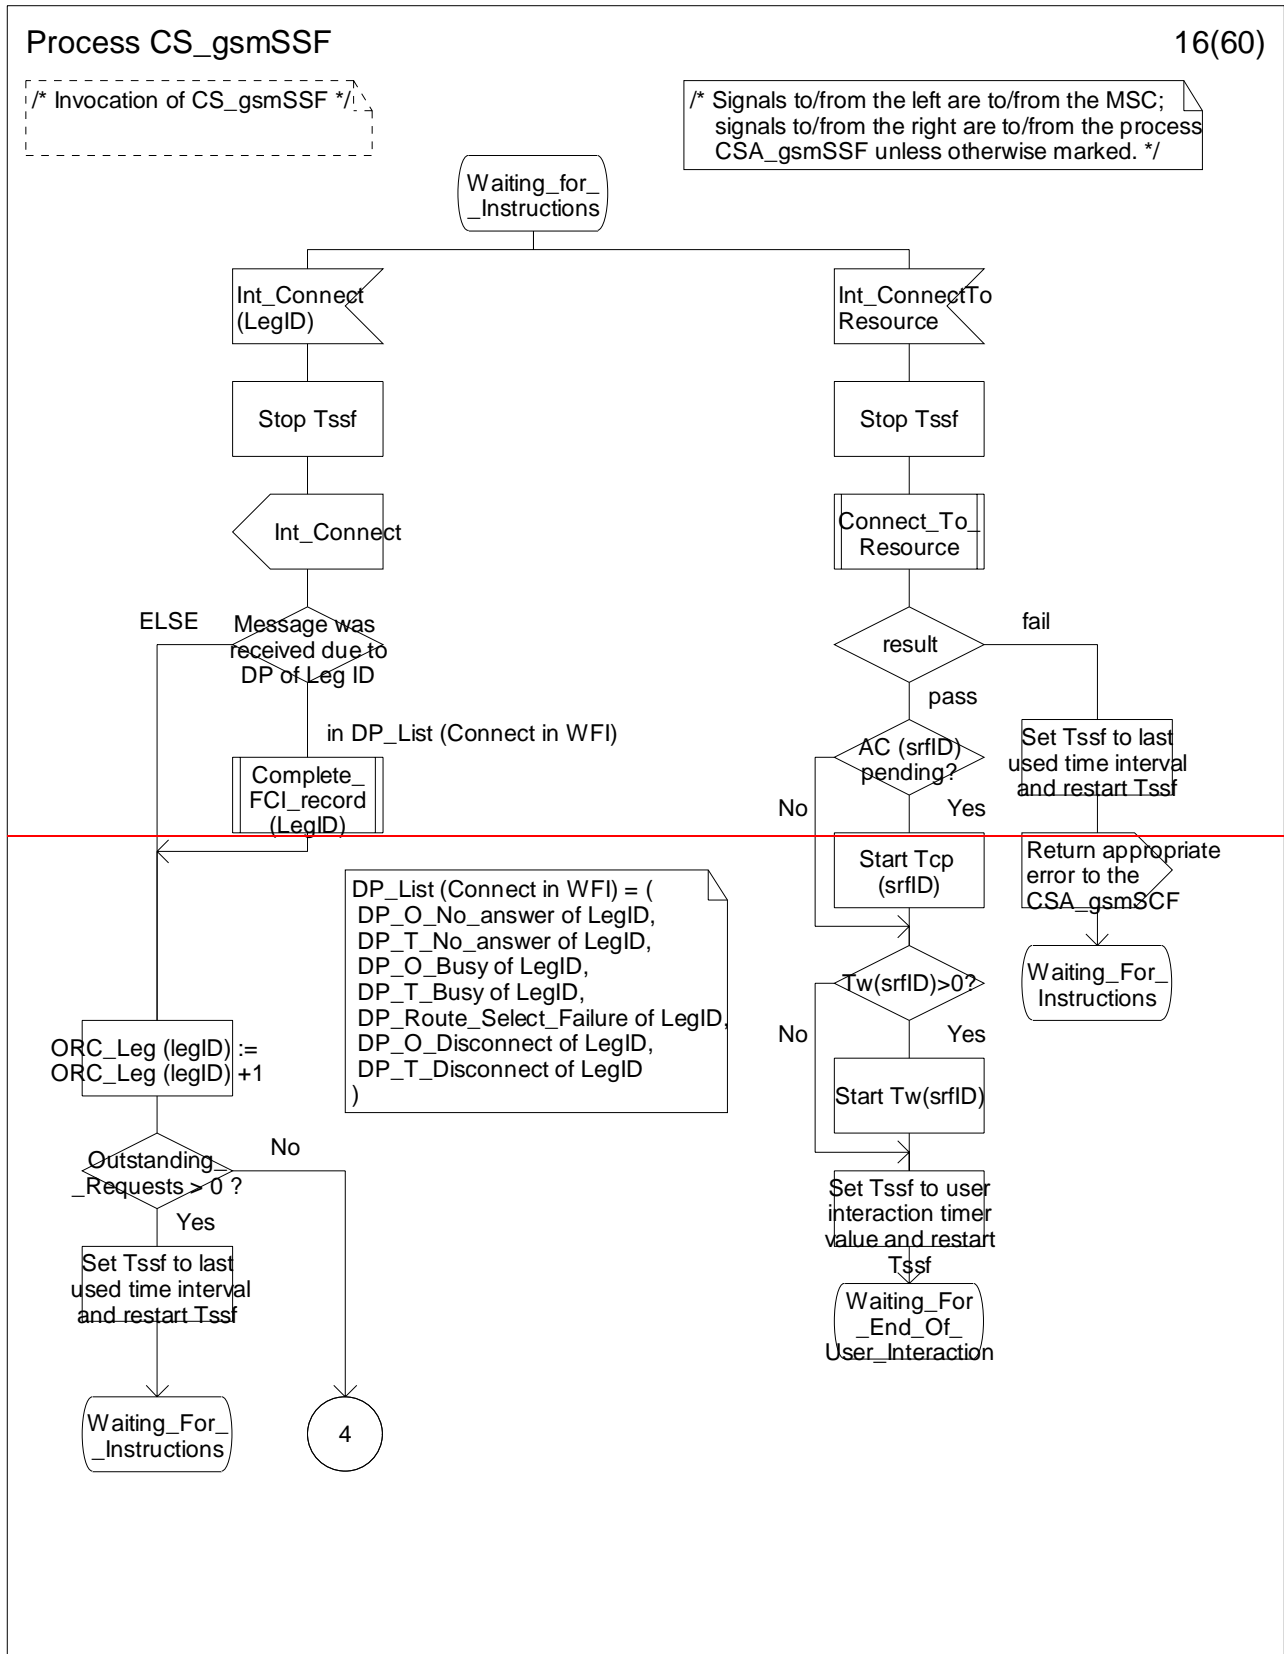 Process CS_gsmSSF
16(60)
/* Invocation of CS_gsmSSF */
/* Signals to/from the left are to/from the MSC;
signals to/from the right are to/from the process
CSA_gsmSSF unless otherwise marked. */
Waiting_for_
_Instructions
Int_Connect
(LegID)
Stop Tssf
Int_Connect
ELSE
Message was
received due to
DP of Leg ID
in DP_List (Connect in WFI)
Complete_
FCI_record
(LegID)
DP_List (Connect in WFI) = (
DP_O_No_answer of LegID,
DP_T_No_answer of LegID,
DP_O_Busy of LegID,
DP_T_Busy of LegID,
DP_Route_Select_Failure of LegID,
DP_O_Disconnect of LegID,
DP_T_Disconnect of LegID
)
ORC_Leg (legID) :=
ORC_Leg (legID) +1
Outstanding_
_Requests > 0 ?
No
Yes
Set Tssf to last
used time interval
and restart Tssf
Waiting_For_
_Instructions
4
Int_ConnectTo
Resource
Stop Tssf
Connect_To_
Resource
result
fail
pass
AC (srfID)
pending?
No
Yes
Start Tcp
(srfID)
Tw(srfID)>0?
No
Yes
Start Tw(srfID)
Set Tssf to user
interaction timer
value and restart
Tssf
Waiting_For
_End_Of_
User_Interaction
Set Tssf to last
used time interval
and restart Tssf
Return appropriate
error to the
CSA_gsmSCF
Waiting_For_
Instructions